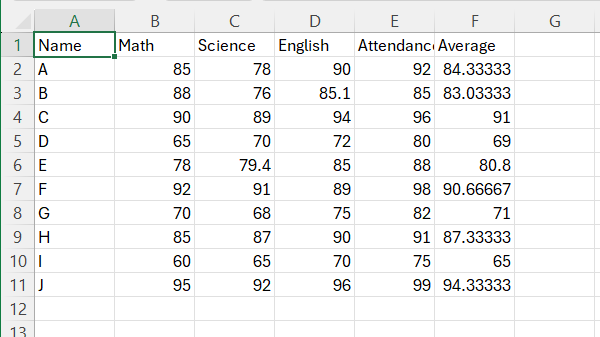 A B C D E F G
1 Name Math Science English Attendanc Average
2 A 85 78 90 92 84.33333
3 B 88 76 85.1 85 83.03333
4 C 90 89 94 96 91
5 D 65 70 72 80 69
6 E 78 79.4 85 88 80.8
7 F 92 91 89 98 90.66667
8 G 70 68 75 82 71
9 H 85 87 90 91 87.33333
10 I 60 65 70 75 65
11 J 95 92 96 99 94.33333
12
13